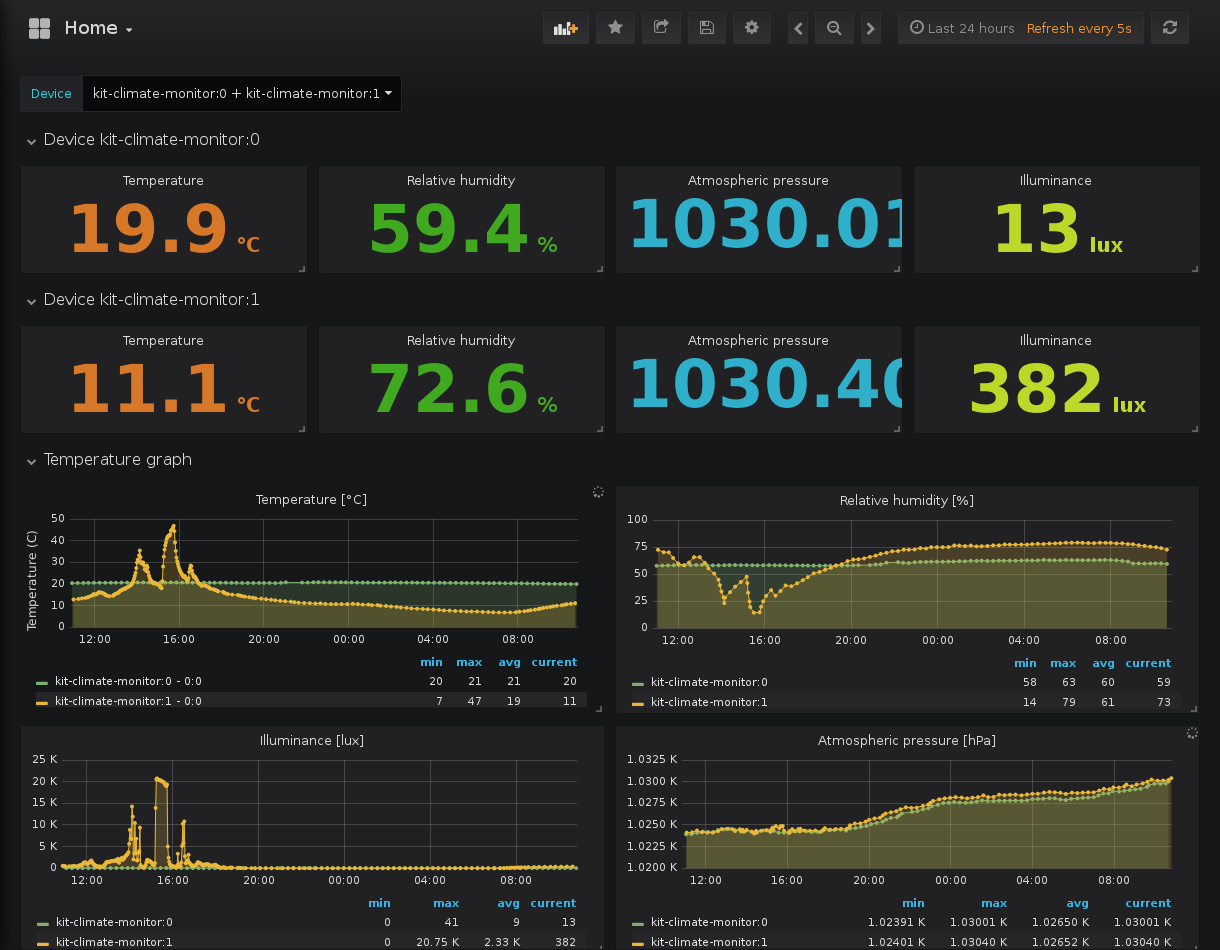 Home
Last 24 hours Refresh every 5s
Device kit-climate-monitor:0 + kit-climate-monitor:1
Device kit-climate-monitor:0
Temperature Relative humidity Atmospheric pressure Illuminance
19.9 °C 59.4 % 1030.01 13 lux
Device kit-climate-monitor:1
Temperature Relative humidity Atmospheric pressure Illuminance
11.1 °C 72.6 % 1030.40 382 lux
Temperature graph
Temperature [°C]
Temperature (C)
50
40
30
20
10
0
12:00 16:00 20:00 00:00 04:00 08:00
min max avg current
kit-climate-monitor:0 - 0:0 20 21 21 20
kit-climate-monitor:1 - 0:0 7 47 19 11
Relative humidity [%]
100
75
50
25
0
12:00 16:00 20:00 00:00 04:00 08:00
min max avg current
kit-climate-monitor:0 58 63 60 59
kit-climate-monitor:1 14 79 61 73
Illuminance [lux]
25 K
20 K
15 K
10 K
5 K
0
12:00 16:00 20:00 00:00 04:00 08:00
min max avg current
kit-climate-monitor:0 0 41 9 13
kit-climate-monitor:1 0 20.75 K 2.33 K 382
Atmospheric pressure [hPa]
1.0325 K
1.0300 K
1.0275 K
1.0250 K
1.0225 K
1.0200 K
12:00 16:00 20:00 00:00 04:00 08:00
min max avg current
kit-climate-monitor:0 1.02391 K 1.03001 K 1.02650 K 1.03001 K
kit-climate-monitor:1 1.02401 K 1.03040 K 1.02652 K 1.03040 K